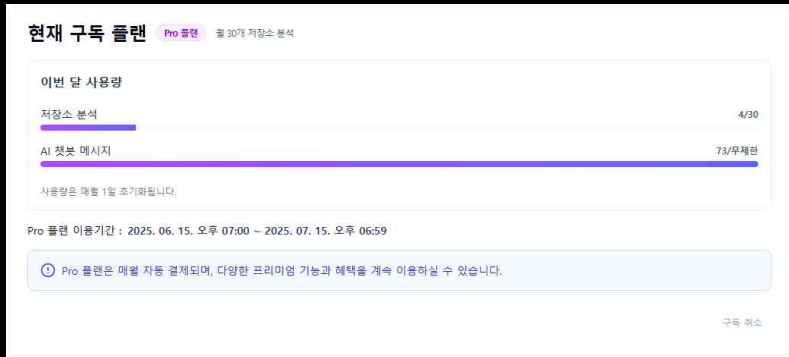 현재 구독 플랜 Pro 플랜 월 30개 저장소 분석
이번 달 사용량
저장소 분석 4/30
AI 챗봇 메시지 73/무제한
사용량은 매월 1일 초기화됩니다.
Pro 플랜 이용기간 : 2025. 06. 15. 오후 07:00 ~ 2025. 07. 15. 오후 06:59
Pro 플랜은 매월 자동 결제되며, 다양한 프리미엄 기능과 혜택을 계속 이용하실 수 있습니다.
구독 취소